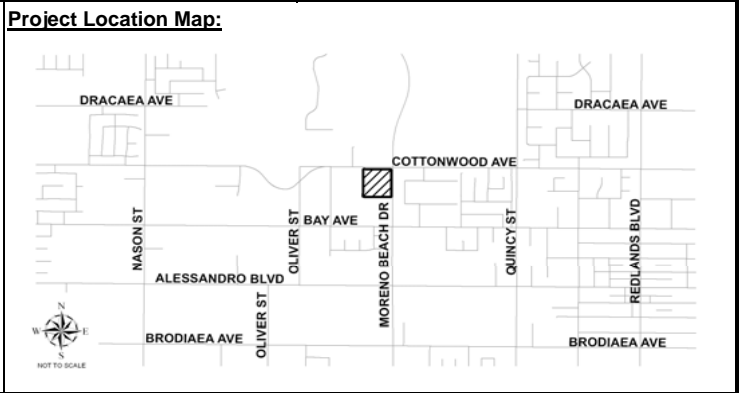 Project Location Map:
DRACAEA AVE
DRACAEA AVE
COTTONWOOD AVE
NASON ST
OLIVER ST
BAY AVE
MORENO BEACH DR
QUINCY ST
REDLANDS BLVD
ALESSANDRO BLVD
OLIVER ST
BRODIAEA AVE
BRODIAEA AVE
N
W E
S
NOT TO SCALE